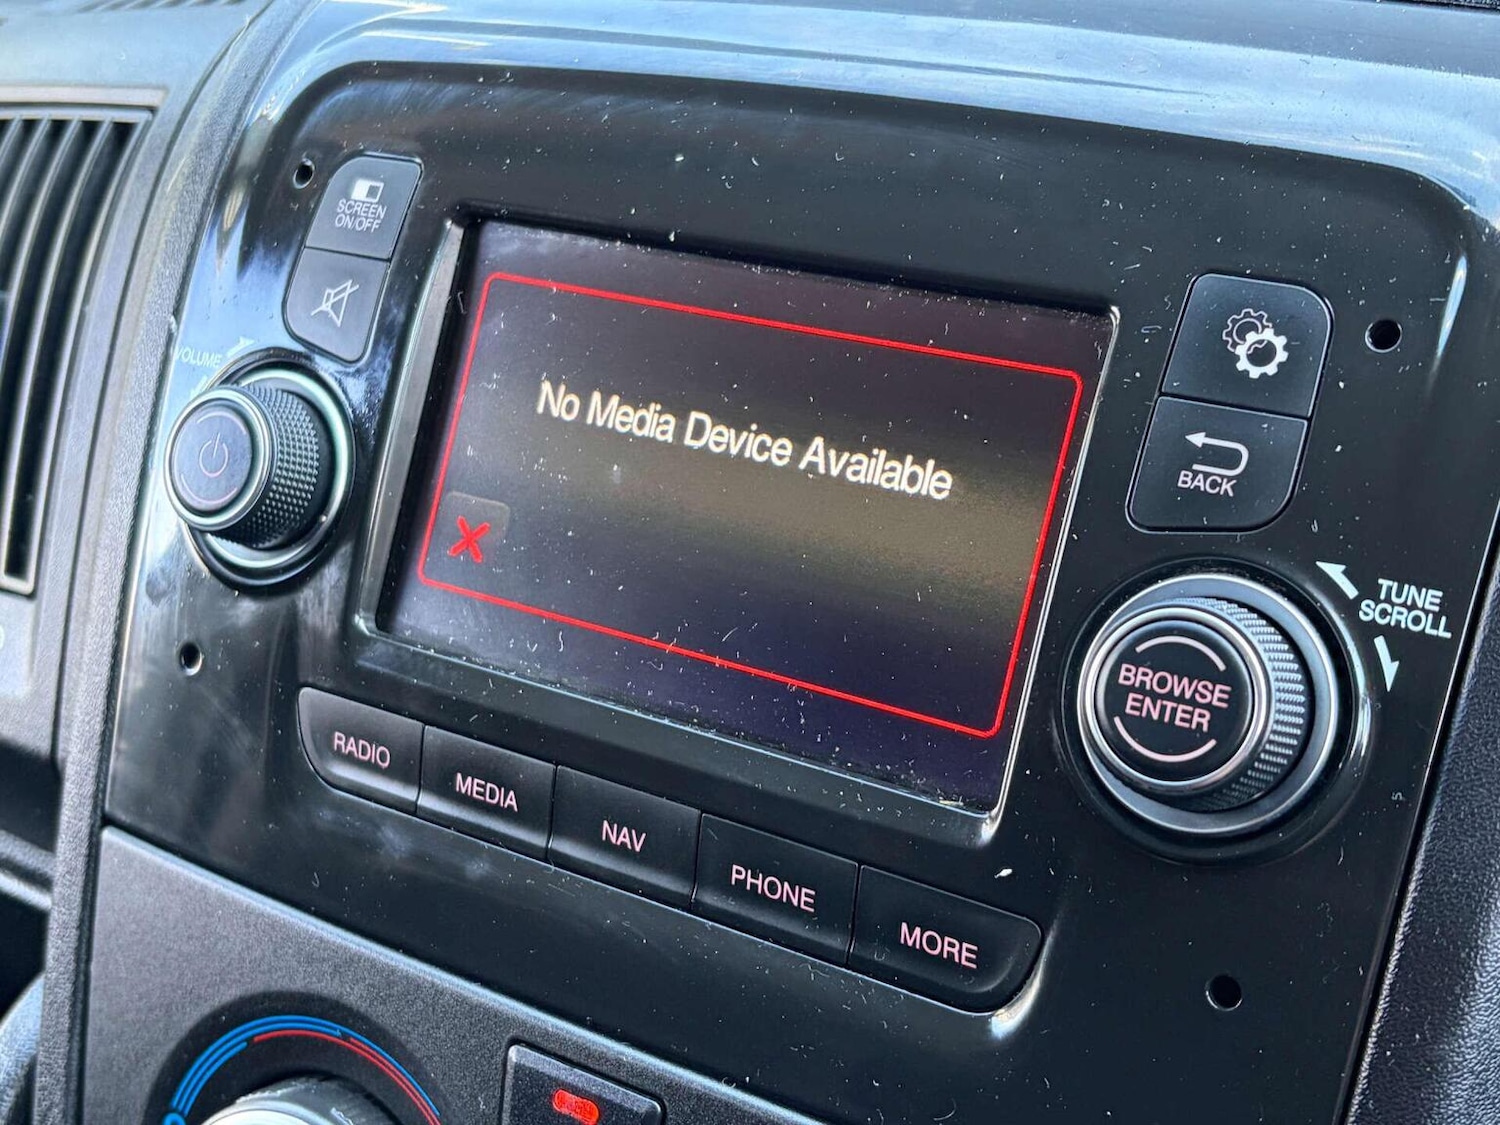 SCREEN
ON/OFF
VOLUME
No Media Device Available
BACK
TUNE
SCROLL
BROWSE
ENTER
RADIO
MEDIA
NAV
PHONE
MORE